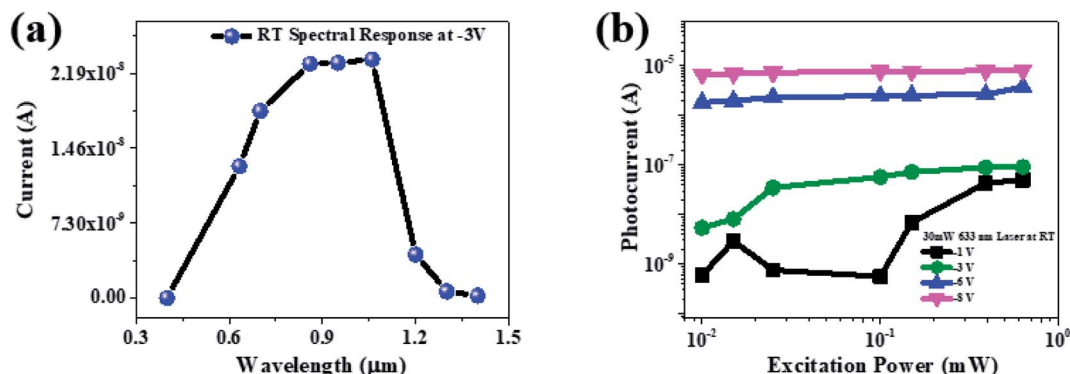 (a)
RT Spectral Response at -3V
2.19x10⁻⁸
1.46x10⁻⁸
7.30x10⁻⁹
0.00
Current (A)
0.3 0.6 0.9 1.2 1.5
Wavelength (μm)
(b)
10⁻⁵
10⁻⁷
10⁻⁹
Photocurrent (A)
30mW 633 nm Laser at RT
-1 V
-3 V
-6 V
-8 V
10⁻² 10⁻¹ 10⁰
Excitation Power (mW)